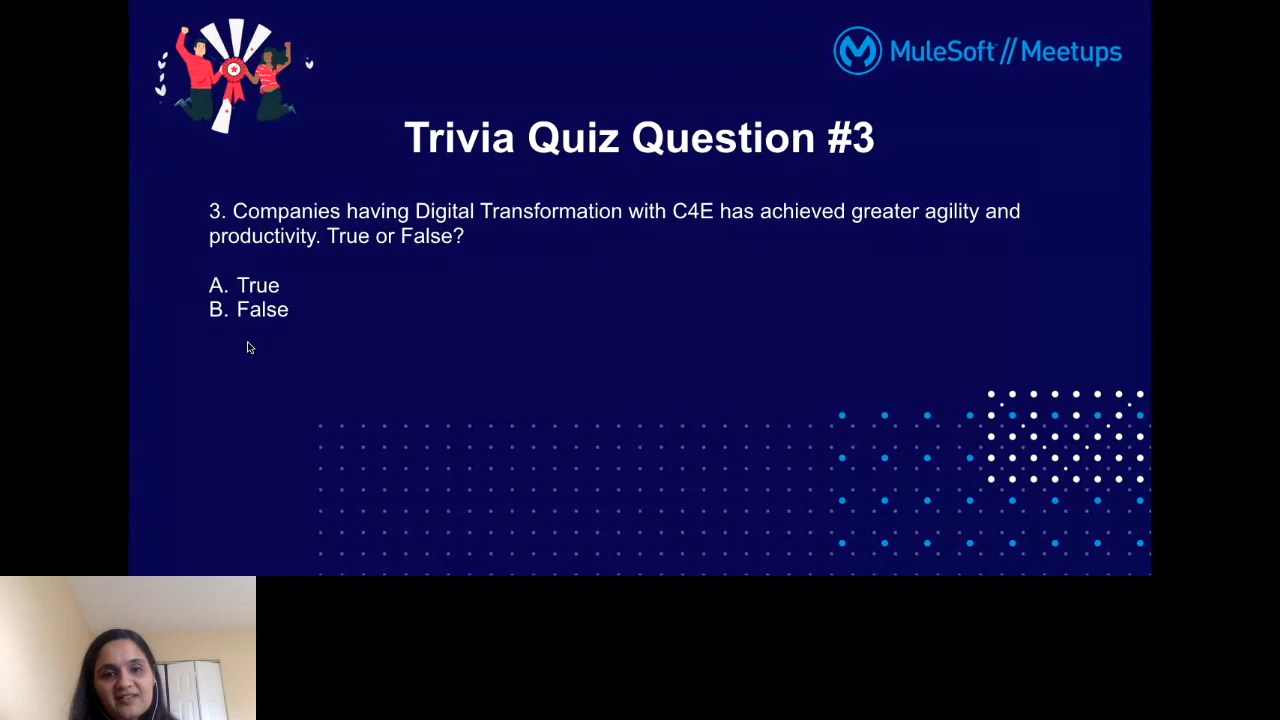 MuleSoft // Meetups
Trivia Quiz Question #3
3. Companies having Digital Transformation with C4E has achieved greater agility and
productivity. True or False?
A. True
B. False